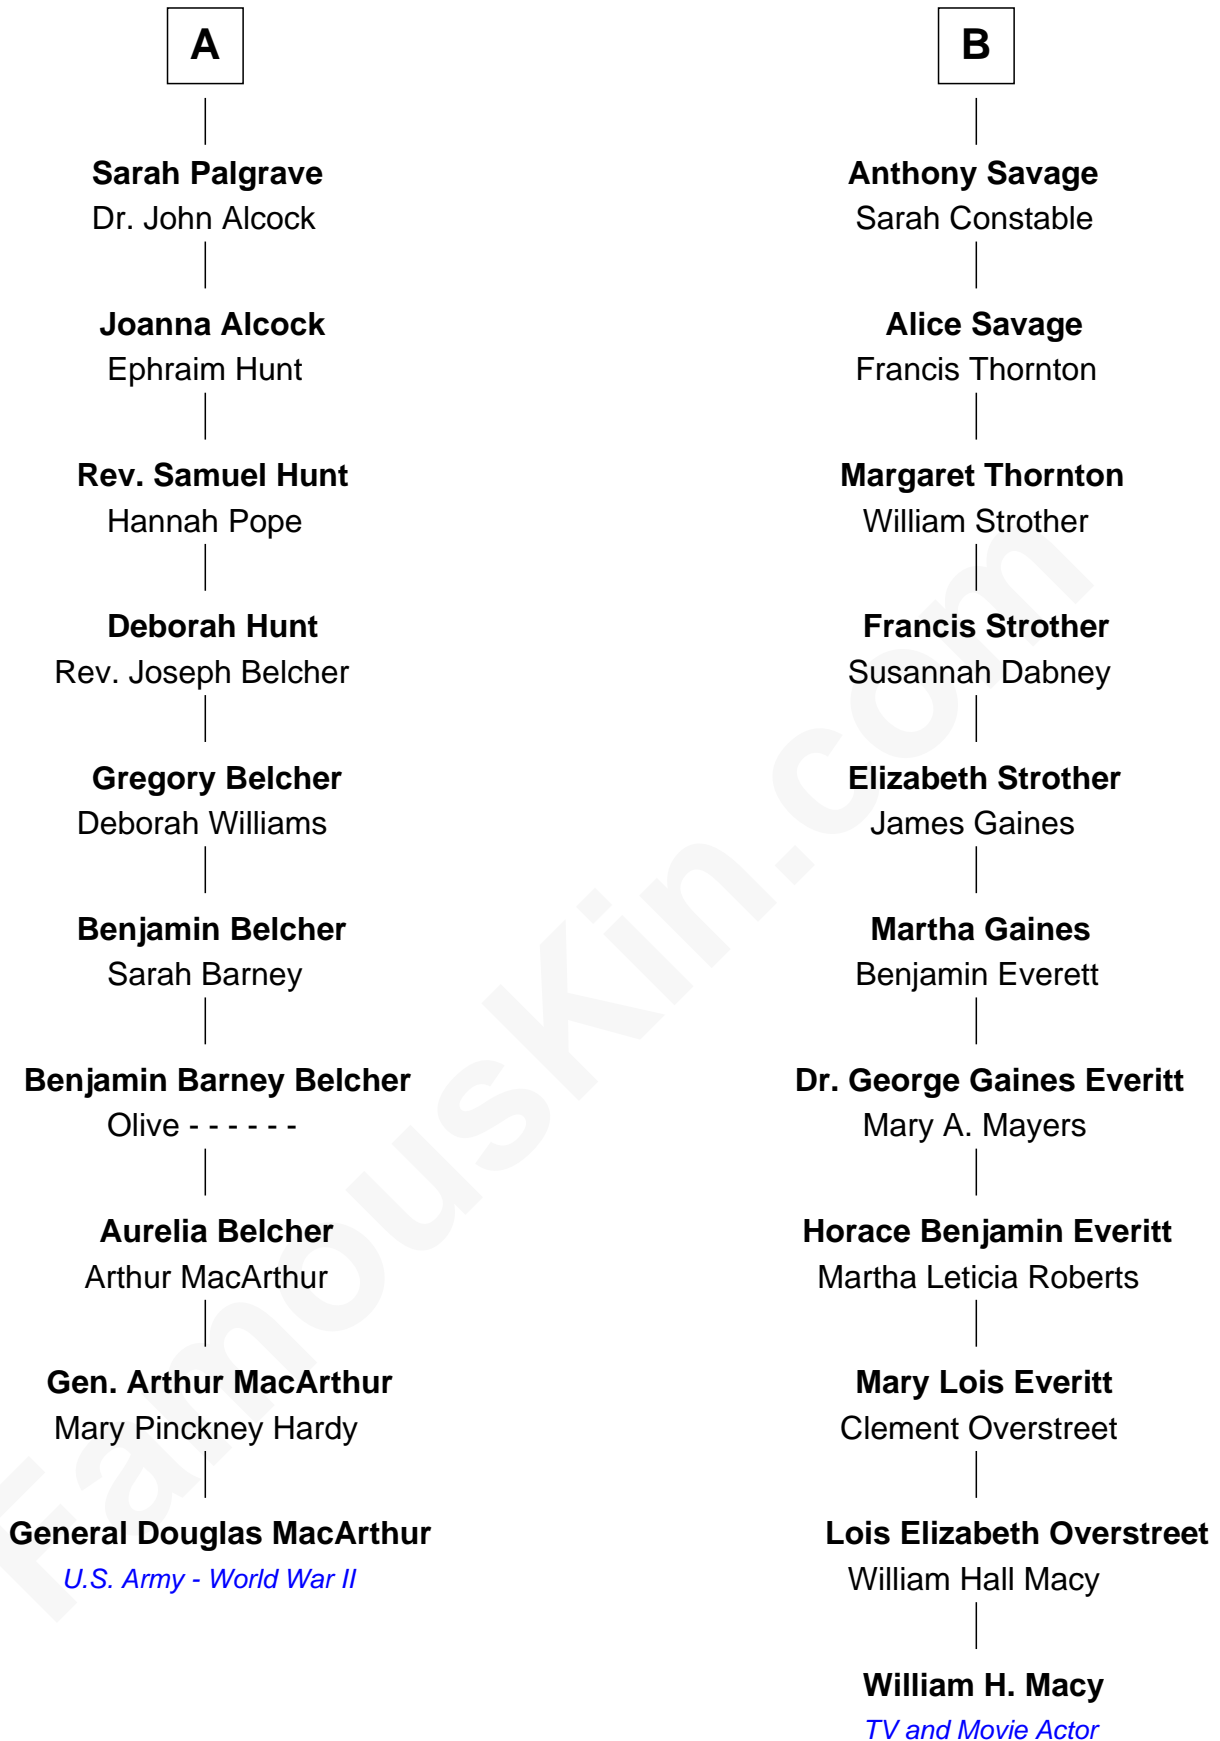 A
Sarah Palgrave
Dr. John Alcock
Joanna Alcock
Ephraim Hunt
Rev. Samuel Hunt
Hannah Pope
Deborah Hunt
Rev. Joseph Belcher
Gregory Belcher
Deborah Williams
Benjamin Belcher
Sarah Barney
Benjamin Barney Belcher
Olive - - - - - -
Aurelia Belcher
Arthur MacArthur
Gen. Arthur MacArthur
Mary Pinckney Hardy
General Douglas MacArthur
U.S. Army - World War II
B
Anthony Savage
Sarah Constable
Alice Savage
Francis Thornton
Margaret Thornton
William Strother
Francis Strother
Susannah Dabney
Elizabeth Strother
James Gaines
Martha Gaines
Benjamin Everett
Dr. George Gaines Everitt
Mary A. Mayers
Horace Benjamin Everitt
Martha Leticia Roberts
Mary Lois Everitt
Clement Overstreet
Lois Elizabeth Overstreet
William Hall Macy
William H. Macy
TV and Movie Actor
FamousKin.com